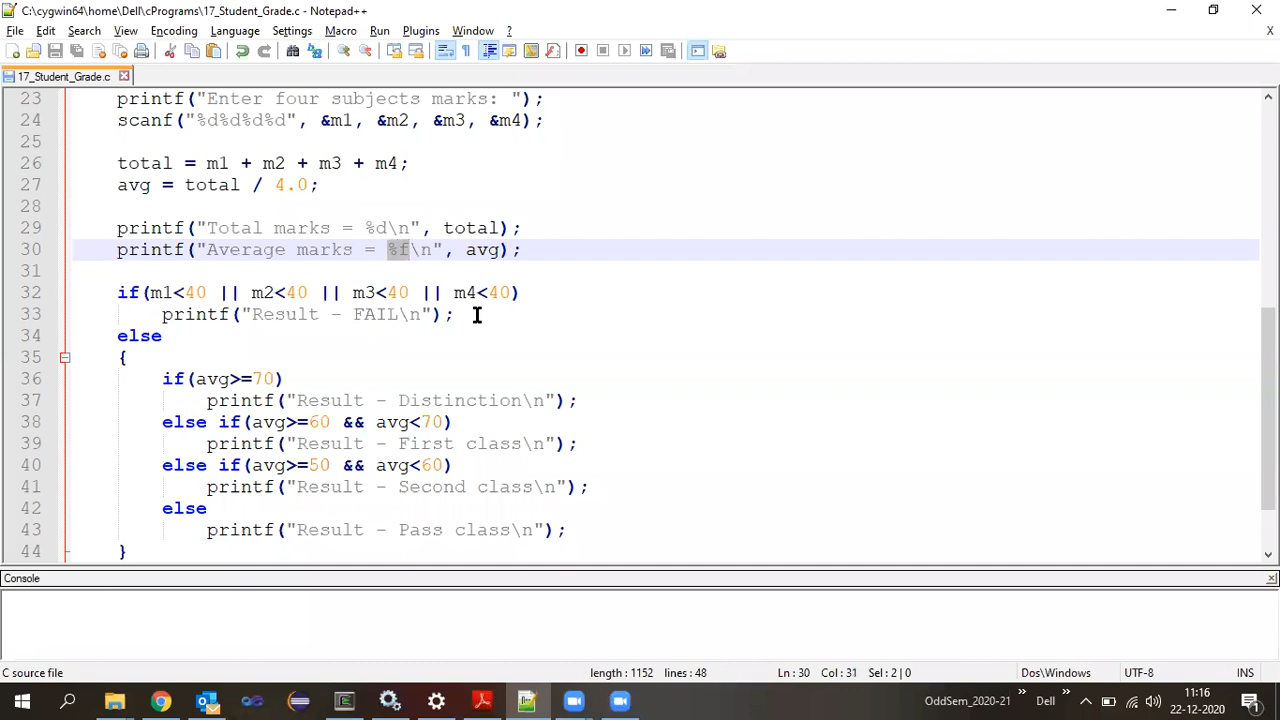 C:\cygwin64\home\Dell\cPrograms\17_Student_Grade.c - Notepad++
File Edit Search View Encoding Language Settings Macro Run Plugins Window ? X
17_Student_Grade.c
23 printf("Enter four subjects marks: ");
24 scanf("%d%d%d%d", &m1, &m2, &m3, &m4);
25
26 total = m1 + m2 + m3 + m4;
27 avg = total / 4.0;
28
29 printf("Total marks = %d\n", total);
30 printf("Average marks = %f\n", avg);
31
32 if(m1<40 || m2<40 || m3<40 || m4<40)
33 printf("Result - FAIL\n");
34 else
35 {
36 if(avg>=70)
37 printf("Result - Distinction\n");
38 else if(avg>=60 && avg<70)
39 printf("Result - First class\n");
40 else if(avg>=50 && avg<60)
41 printf("Result - Second class\n");
42 else
43 printf("Result - Pass class\n");
44 }
Console
C source file length : 1152 lines : 48 Ln : 30 Col : 31 Sel : 2 | 0 Dos\Windows UTF-8 INS
OddSem_2020-21 » Dell » 11:16
22-12-2020